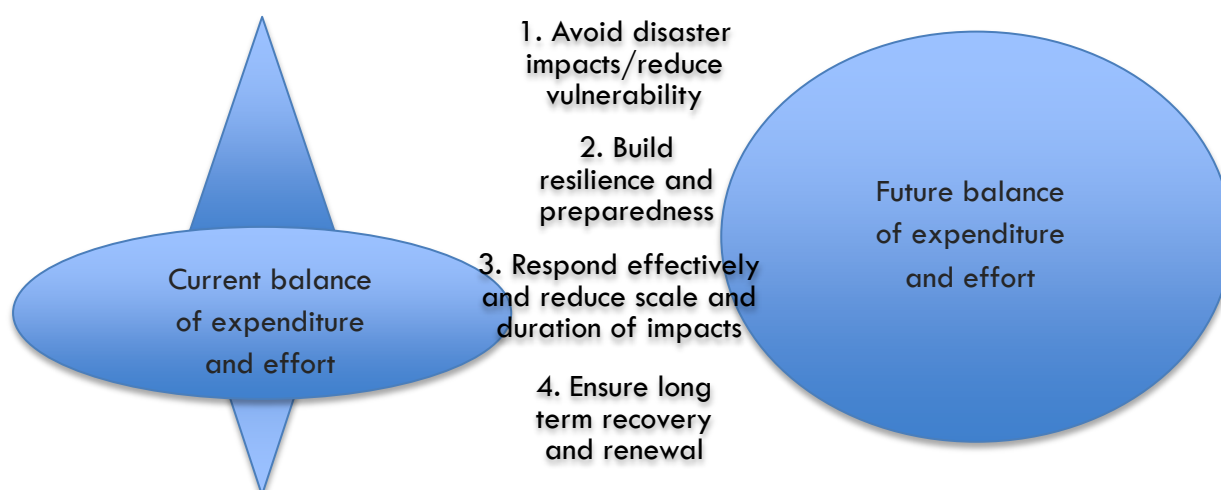 Current balance
of expenditure
and effort
1. Avoid disaster
impacts/reduce
vulnerability
2. Build
resilience and
preparedness
3. Respond effectively
and reduce scale and
duration of impacts
4. Ensure long
term recovery
and renewal
Future balance
of expenditure
and effort